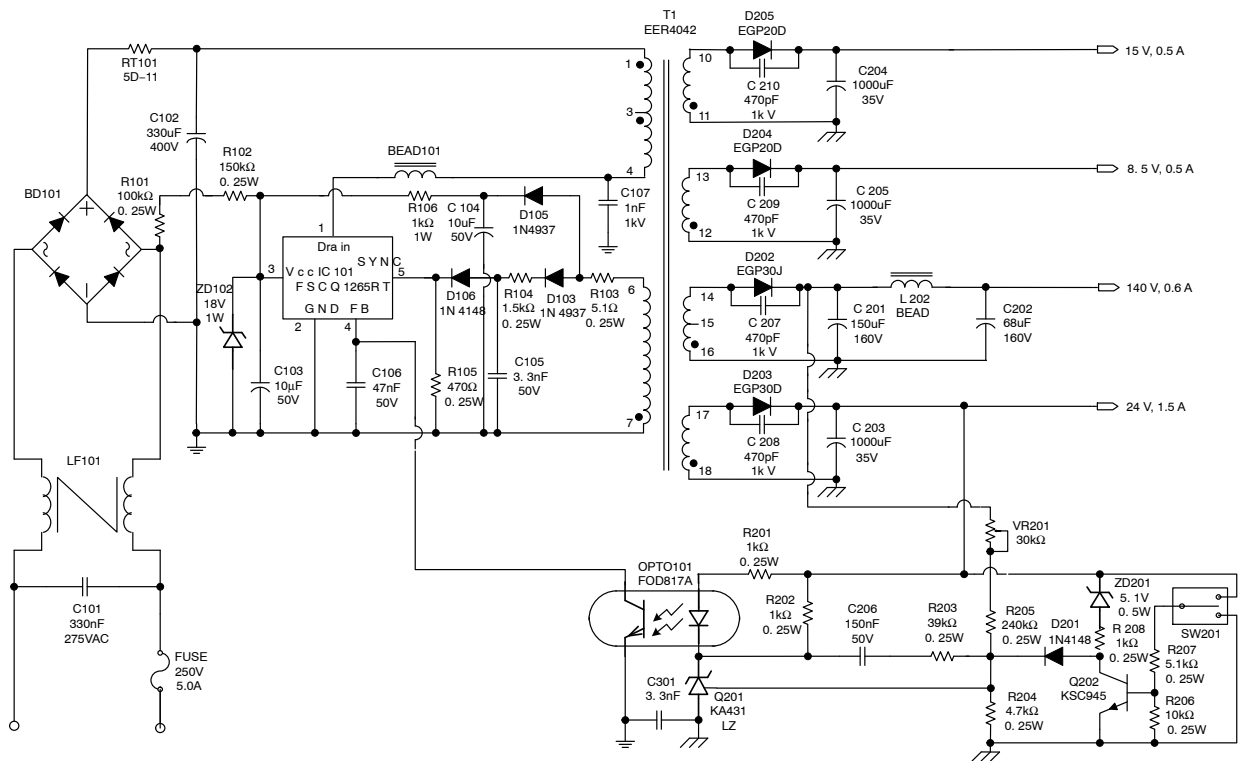 T1
EER4042
D205
EGP20D
10
1
3
4
11
C 210
470pF
1k V
C204
1000uF
35V
15 V, 0.5 A
RT101
5D–11
C102
330uF
400V
BEAD101
D204
EGP20D
13
12
C 209
470pF
1k V
C 205
1000uF
35V
8. 5 V, 0.5 A
BD101
R101
100kΩ
0. 25W
R102
150kΩ
0. 25W
R106
1kΩ
1W
C 104
10uF
50V
D105
1N4937
C107
1nF
1kV
1
Dra in
S Y N C
3
V c c IC 101
F S C Q 1265R T
5
G N D F B
2
4
ZD102
18V
1W
D106
1N 4148
R104
1.5kΩ
0. 25W
D103
1N 4937
R103
5.1Ω
0. 25W
6
7
D202
EGP30J
14
15
16
C 207
470pF
1k V
C 201
150uF
160V
L 202
BEAD
C202
68uF
160V
140 V, 0.6 A
C103
10µF
50V
C106
47nF
50V
R105
470Ω
0. 25W
C105
3. 3nF
50V
D203
EGP30D
17
18
C 208
470pF
1k V
C 203
1000uF
35V
24 V, 1.5 A
LF101
C101
330nF
275VAC
FUSE
250V
5.0A
OPTO101
FOD817A
R201
1kΩ
0. 25W
VR201
30kΩ
R202
1kΩ
0. 25W
C206
150nF
50V
R203
39kΩ
0. 25W
R205
240kΩ
0. 25W
D201
1N4148
ZD201
5. 1V
0. 5W
R 208
1kΩ
0. 25W
SW201
R207
5.1kΩ
0. 25W
C301
3. 3nF
Q201
KA431
LZ
R204
4.7kΩ
0. 25W
Q202
KSC945
R206
10kΩ
0. 25W